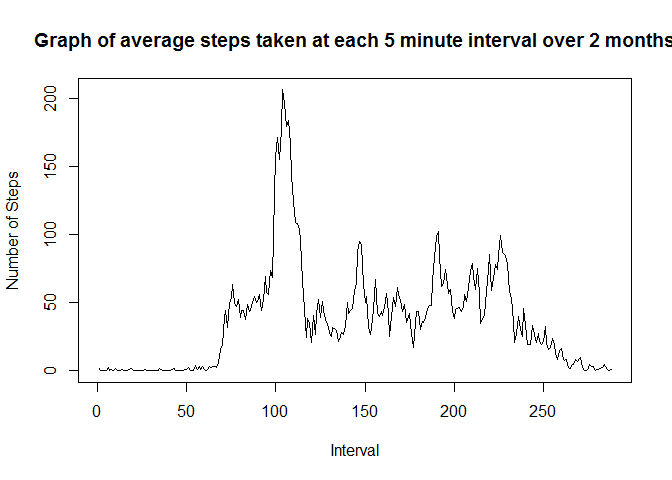 Graph of average steps taken at each 5 minute interval over 2 months
Number of Steps
200
150
100
50
0
0 50 100 150 200 250
Interval